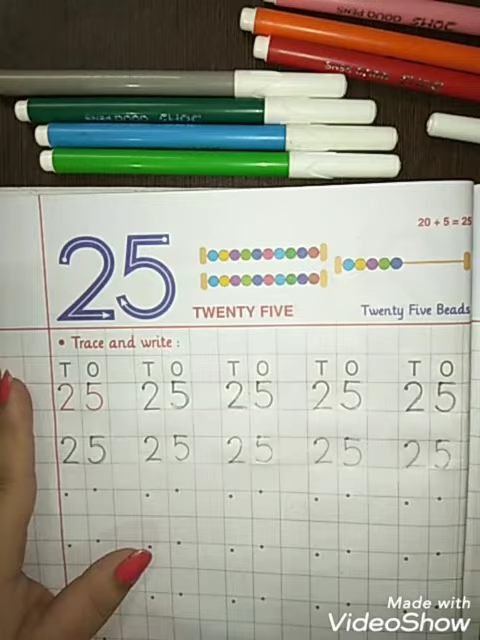 20 + 5 = 25
25
TWENTY FIVE
Twenty Five Beads
• Trace and write :
T O T O T O T O T O
25 25 25 25 25
25 25 25 25 25
Made with
VideoShow